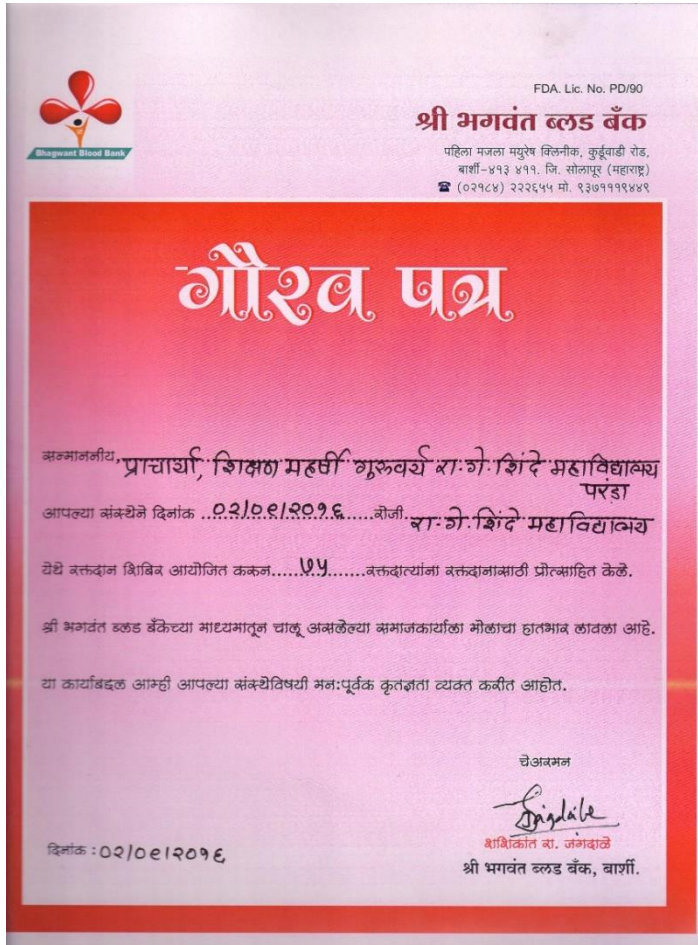 FDA. Lic. No. PD/90
श्री भगवंत ब्लड बँक
Bhagwant Blood Bank
पहिला मजला मयुरेष क्लिनीक, कुर्डूवाडी रोड,
बार्शी-४१३ ४११. जि. सोलापूर (महाराष्ट्र)
☎ (०२१८४) २२२६५५ मो. ९३७१११९४४९
गौरव पत्र
सन्माननीय, प्राचार्या, शिक्षण महर्षी गुरुवर्य रा. गे. शिंदे महाविद्यालय
परंडा
आपल्या संस्थेने दिनांक ..०२/०९/२०१६.... रोजी. रा. गे. शिंदे महाविद्यालय
येथे रक्तदान शिबिर आयोजित करुन......७५.......रक्तदात्यांना रक्तदानासाठी प्रोत्साहित केले.
श्री भगवंत ब्लड बँकेच्या माध्यमातून चालू असलेल्या समाजकार्याला मोलाचा हातभार लावला आहे.
या कार्याबद्दल आम्ही आपल्या संस्थेविषयी मन:पूर्वक कृतज्ञता व्यक्त करीत आहोत.
चेअरमन
शशिकांत रा. जगदाळे
दिनांक : ०२/०९/२०१६
श्री भगवंत ब्लड बँक, बार्शी.